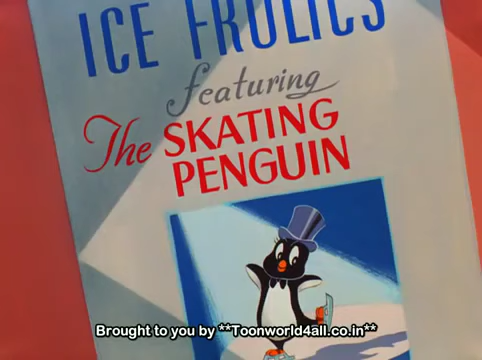 ICE FROLICS
featuring
The SKATING
PENGUIN
Brought to you by **Toonworld4all.co.in**